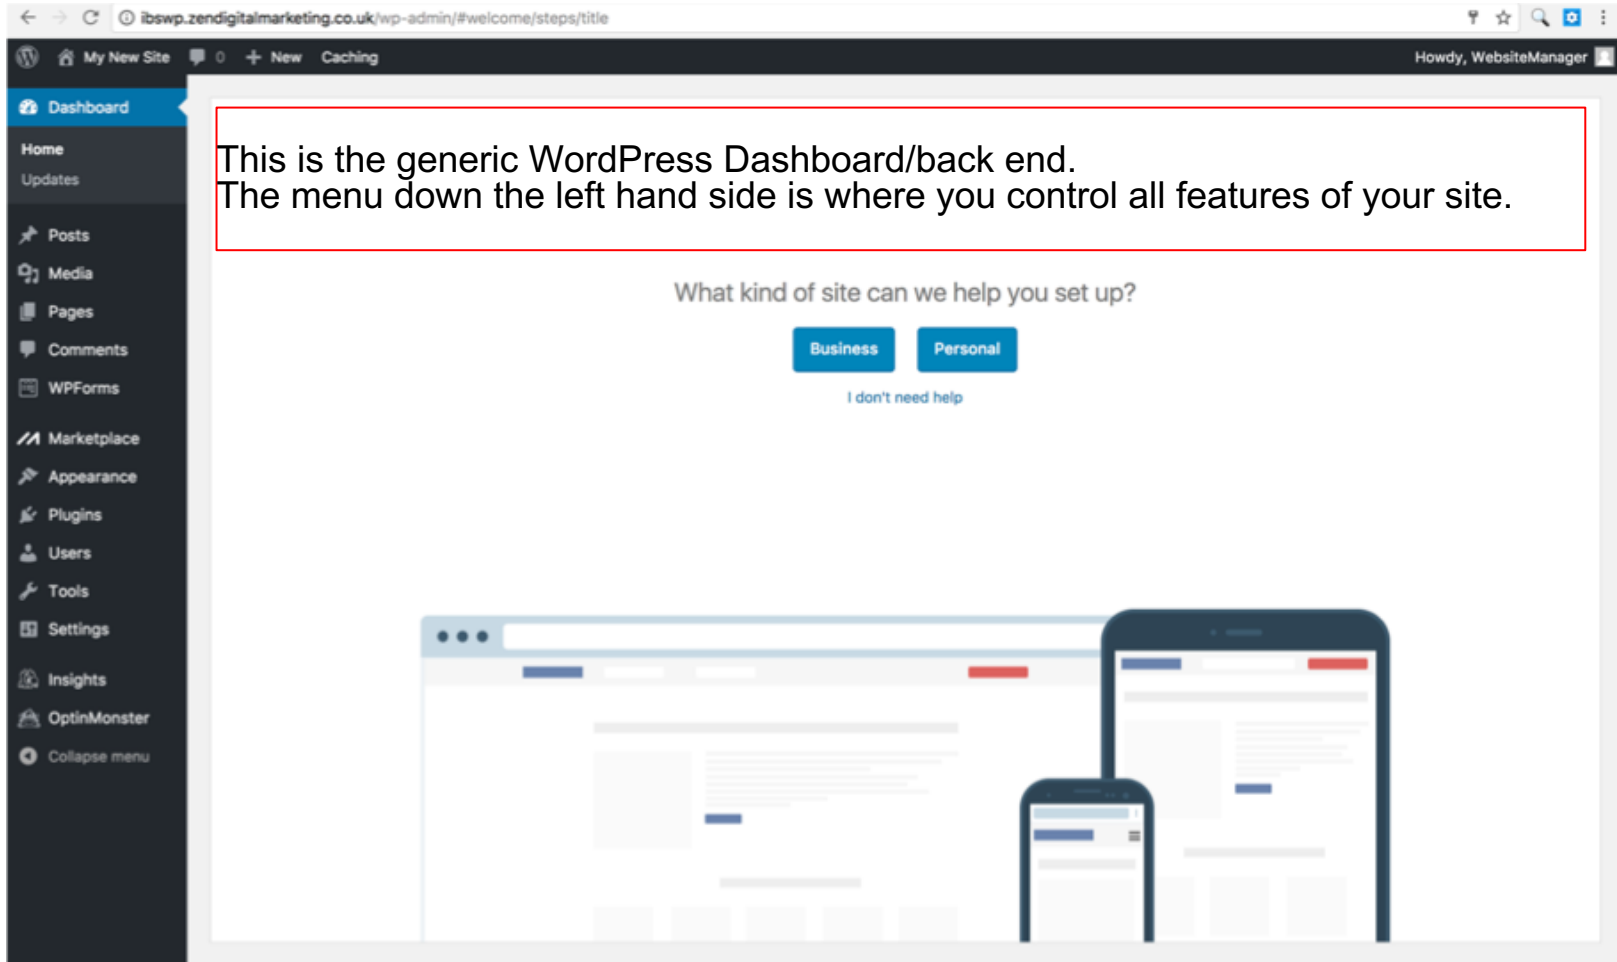 ibswp.zendigitalmarketing.co.uk/wp-admin/#welcome/steps/title
My New Site 0 + New Caching Howdy, WebsiteManager
Dashboard
Home
Updates
Posts
Media
Pages
Comments
WPForms
Marketplace
Appearance
Plugins
Users
Tools
Settings
Insights
OptinMonster
Collapse menu
This is the generic WordPress Dashboard/back end.
The menu down the left hand side is where you control all features of your site.
What kind of site can we help you set up?
Business Personal
I don't need help